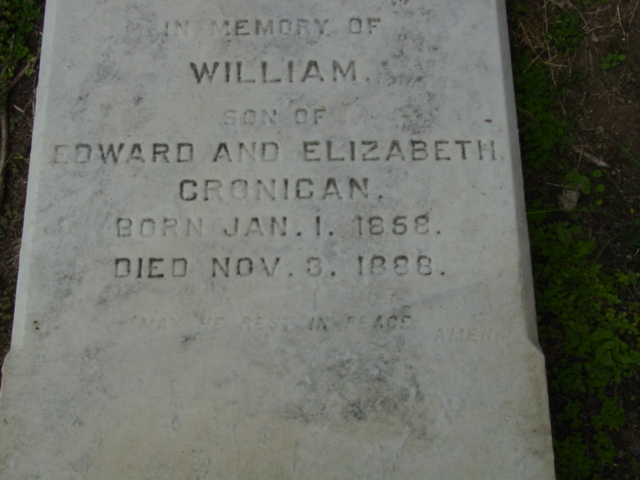 IN MEMORY OF
WILLIAM.
SON OF
EDWARD AND ELIZABETH
CRONICAN.
BORN JAN. 1. 1858.
DIED NOV. 3. 1888.
MAY HE REST IN PEACE
AMEN